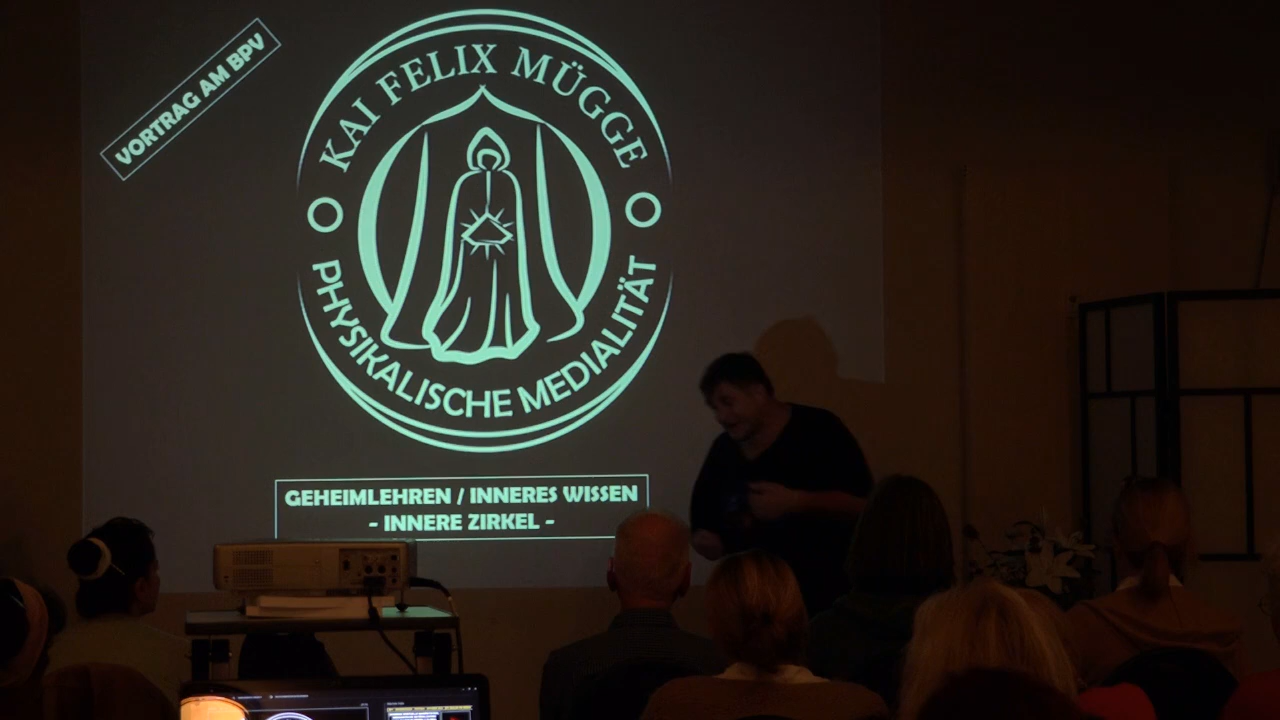 VORTRAG AM BPV
KAI FELIX MÜGGE
PHYSIKALISCHE MEDIALITÄT
GEHEIMLEHREN / INNERES WISSEN
- INNERE ZIRKEL -